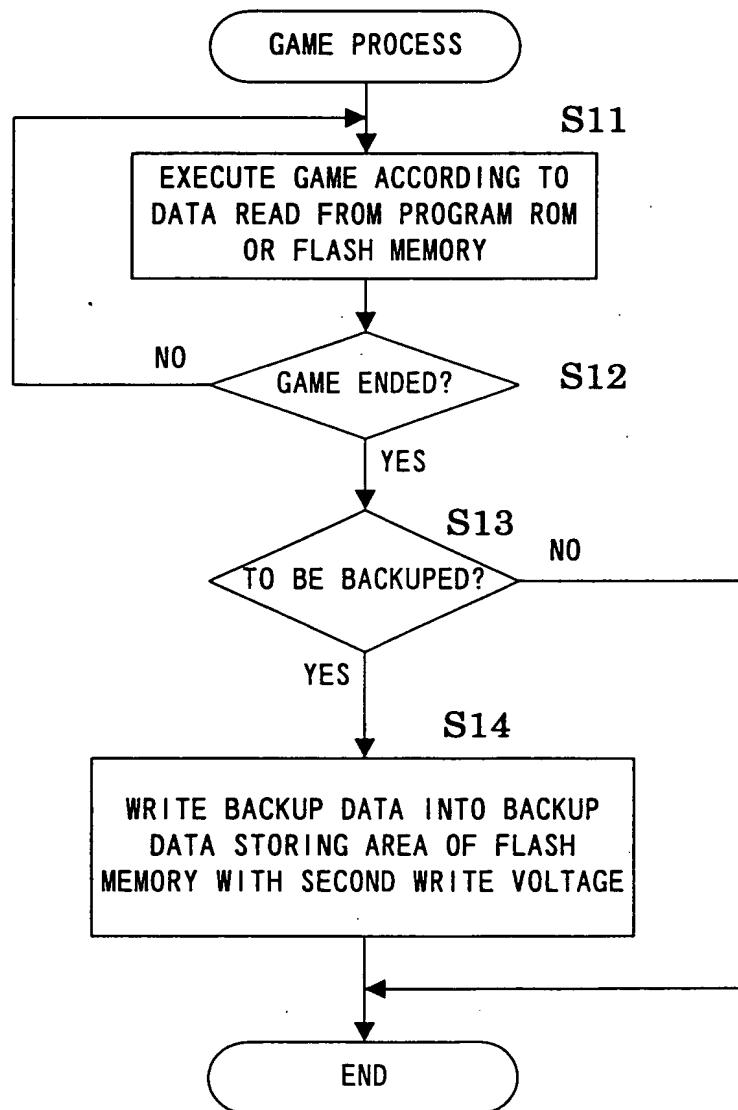 GAME PROCESS
S11
EXECUTE GAME ACCORDING TO
DATA READ FROM PROGRAM ROM
OR FLASH MEMORY
NO
GAME ENDED?
S12
YES
S13
NO
TO BE BACKUPED?
YES
S14
WRITE BACKUP DATA INTO BACKUP
DATA STORING AREA OF FLASH
MEMORY WITH SECOND WRITE VOLTAGE
END